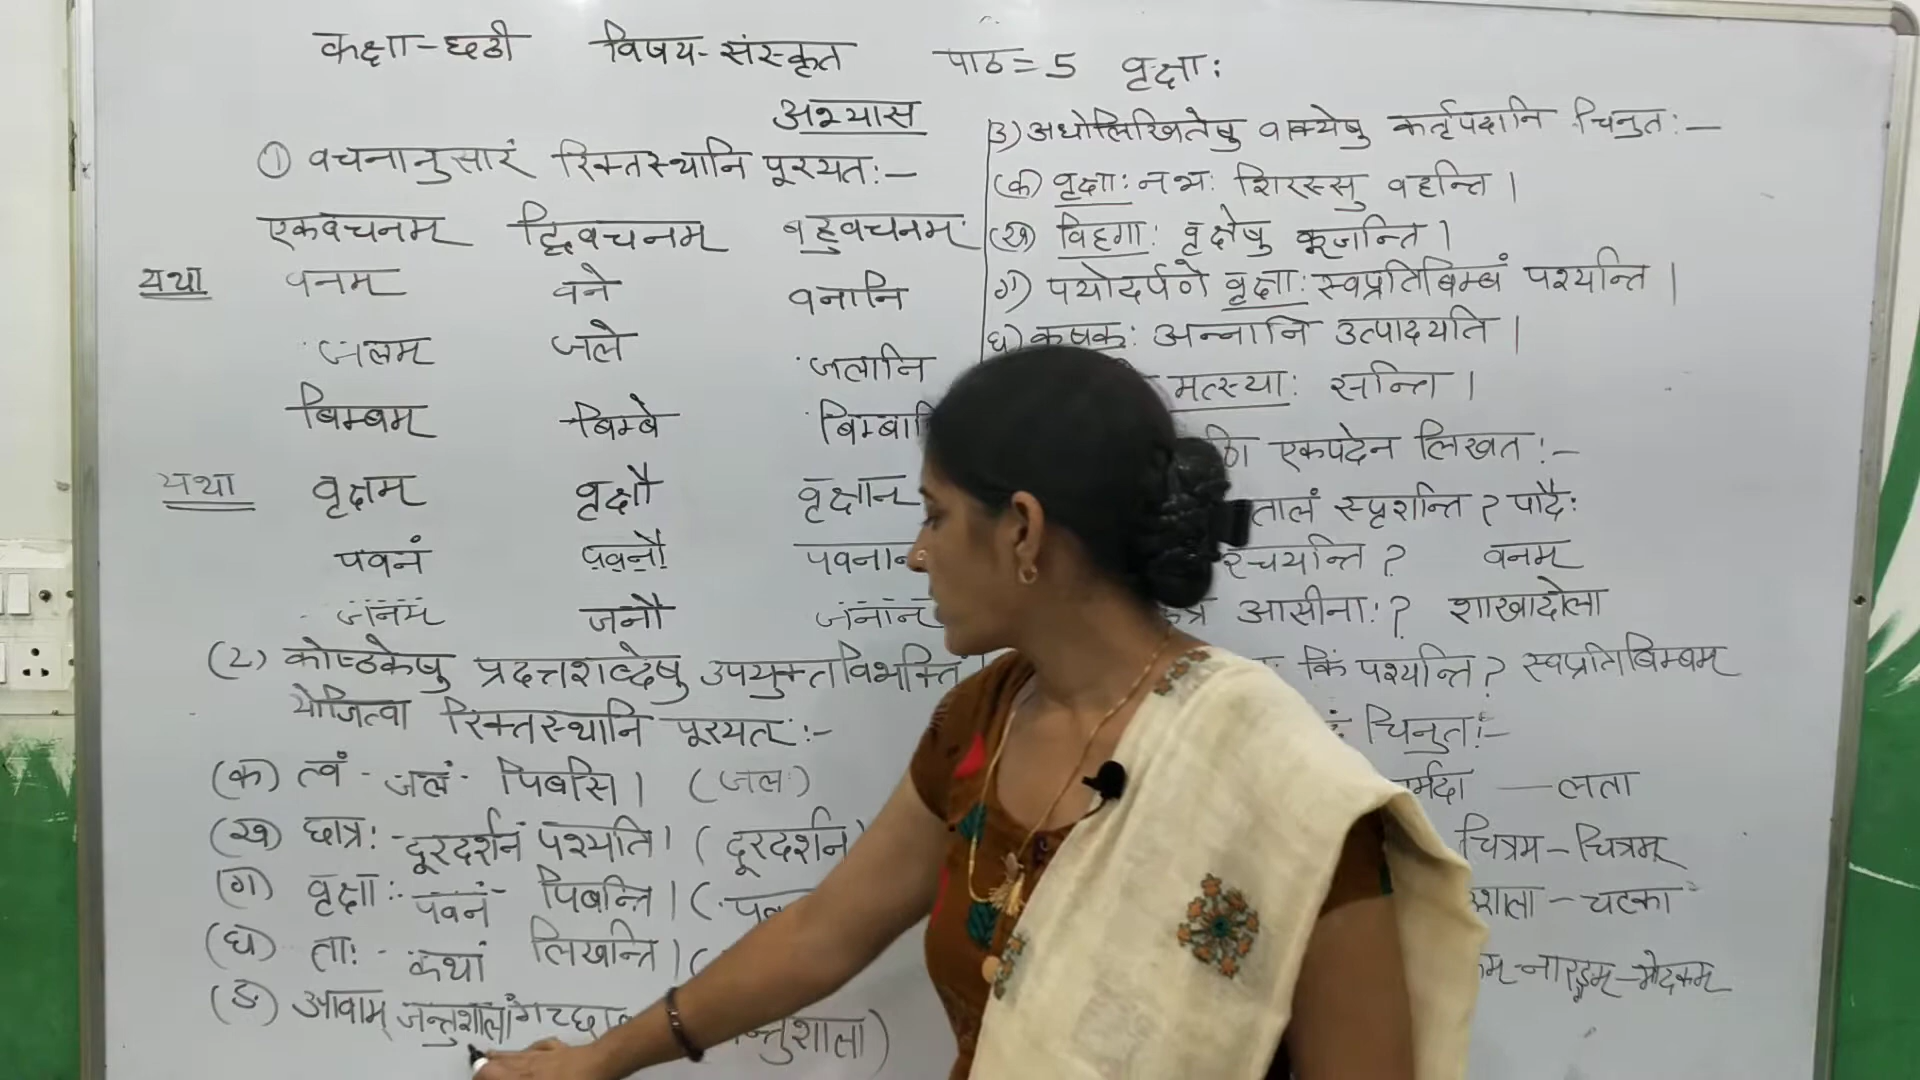 कक्षा-छठी विषय-संस्कृत पाठ=5 वृक्षाः
अभ्यास
① वचनानुसारं रिक्तस्थानि पूरयतः-
एकवचनम् द्विवचनम् बहुवचनम्
यथा वनम् वने वनानि
जलम् जले जलानि
बिम्बम् बिम्बे
यथा वृक्षम् वृक्षौ वृक्षान्
पवनं पवनौ पवनान्
जनम् जनौ जनान्
(2) कोष्ठकेषु प्रदत्तशब्देषु उपयुक्तविभक्तिं
योजित्वा रिक्तस्थानि पूरयतः-
(क) त्वं - जलं - पिबसि। (जल)
(ख) छात्रः - दूरदर्शनं पश्यति। (दूरदर्शन)
(ग) वृक्षाः - पवनं - पिबन्ति। (
(घ) ताः - कथां लिखन्ति। (
(ङ) आवाम् जन्तुशालां
3) अधोलिखितेषु वाक्येषु कर्तृपदानि चिनुतः-
(क) वृक्षाः नभः शिरस्सु वहन्ति।
(ख) विहगाः वृक्षेषु कूजन्ति।
ग) पयोदर्पणे वृक्षाः स्वप्रतिबिम्बं पश्यन्ति।
घ) कृषकः अन्नानि उत्पादयति।
मत्स्याः सन्ति।
एकपदेन लिखतः-
स्पृशन्ति? पादैः
रचयन्ति? वनम्
आसीनाः? शाखादोला
किं पश्यन्ति? स्वप्रतिबिम्बम्
चिनुतः-
लता
चित्रम - चित्रम्
चटका
मोदकम्